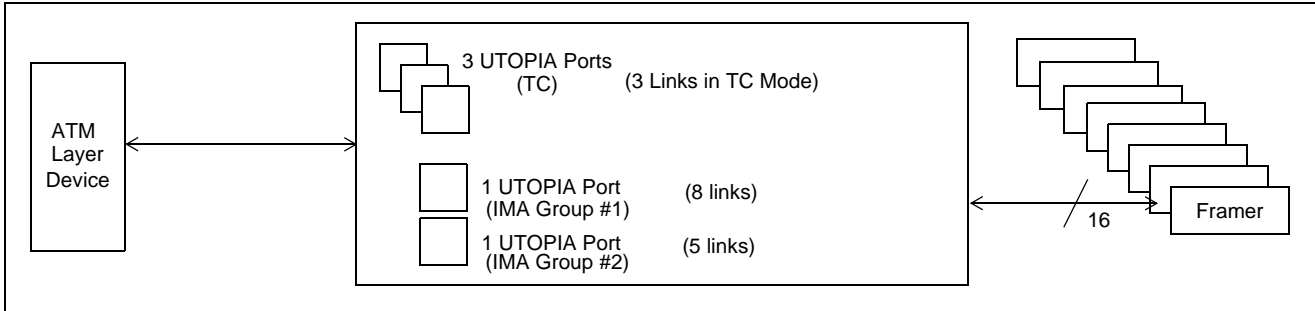 ATM
Layer
Device
3 UTOPIA Ports
(TC)
(3 Links in TC Mode)
1 UTOPIA Port
(IMA Group #1)
(8 links)
1 UTOPIA Port
(IMA Group #2)
(5 links)
16
Framer